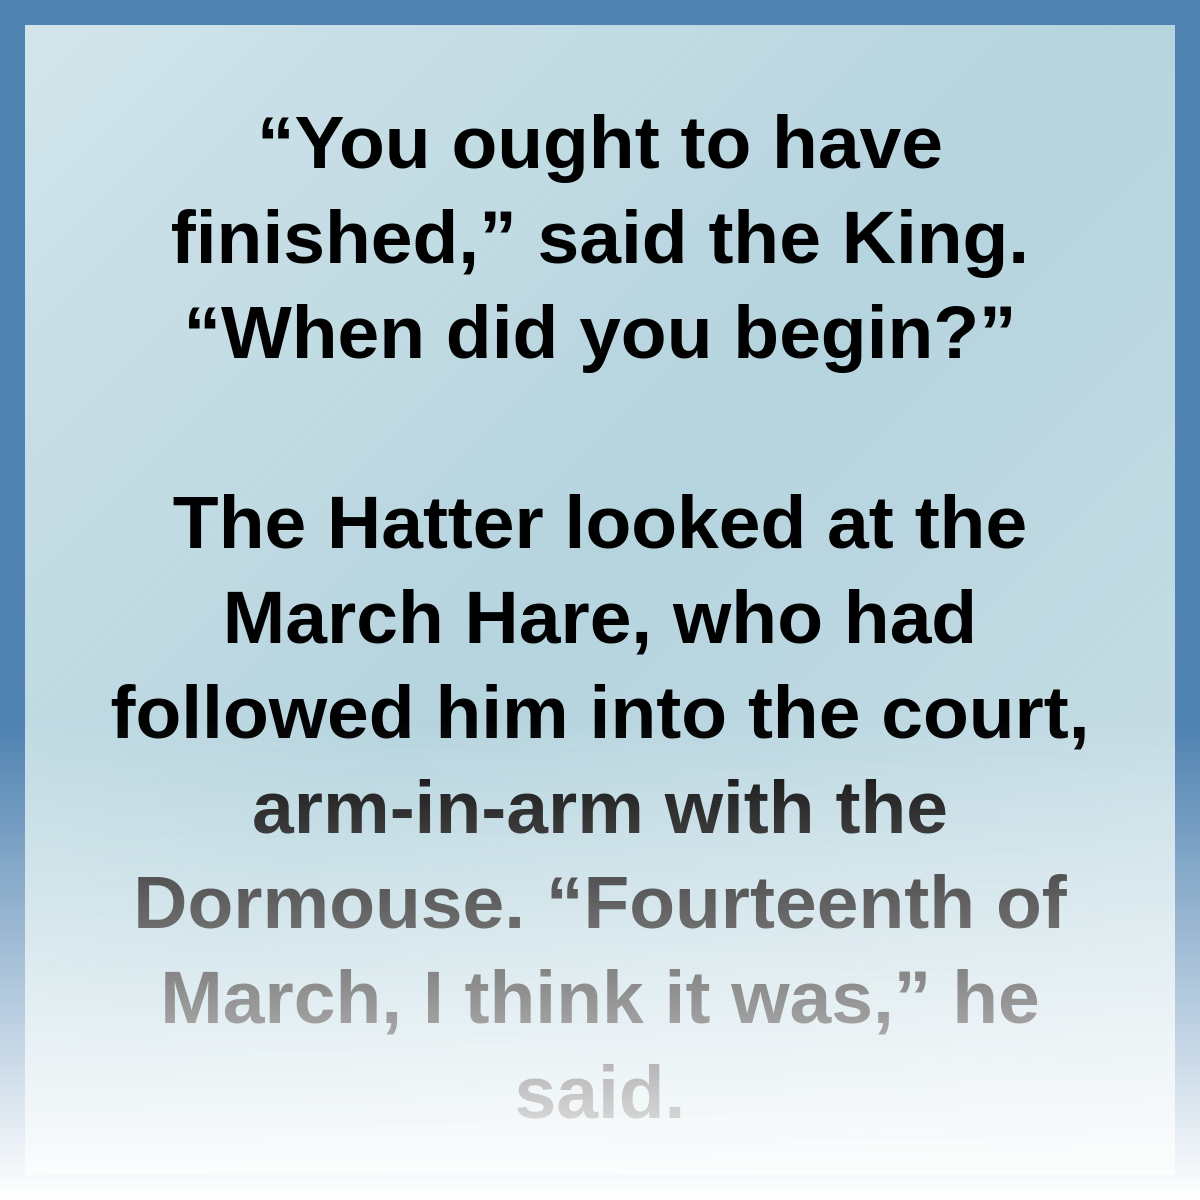 “You ought to have
finished,” said the King.
“When did you begin?”
The Hatter looked at the
March Hare, who had
followed him into the court,
arm-in-arm with the
Dormouse. “Fourteenth of
March, I think it was,” he
said.